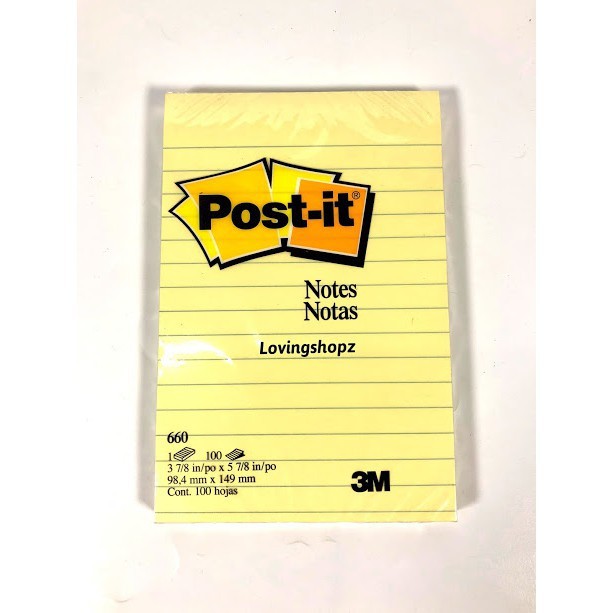 Post-it®
Notes
Notas
Lovingshopz
660
1 100
3 7/8 in/po x 5 7/8 in/po
98,4 mm x 149 mm
Cont. 100 hojas
3M